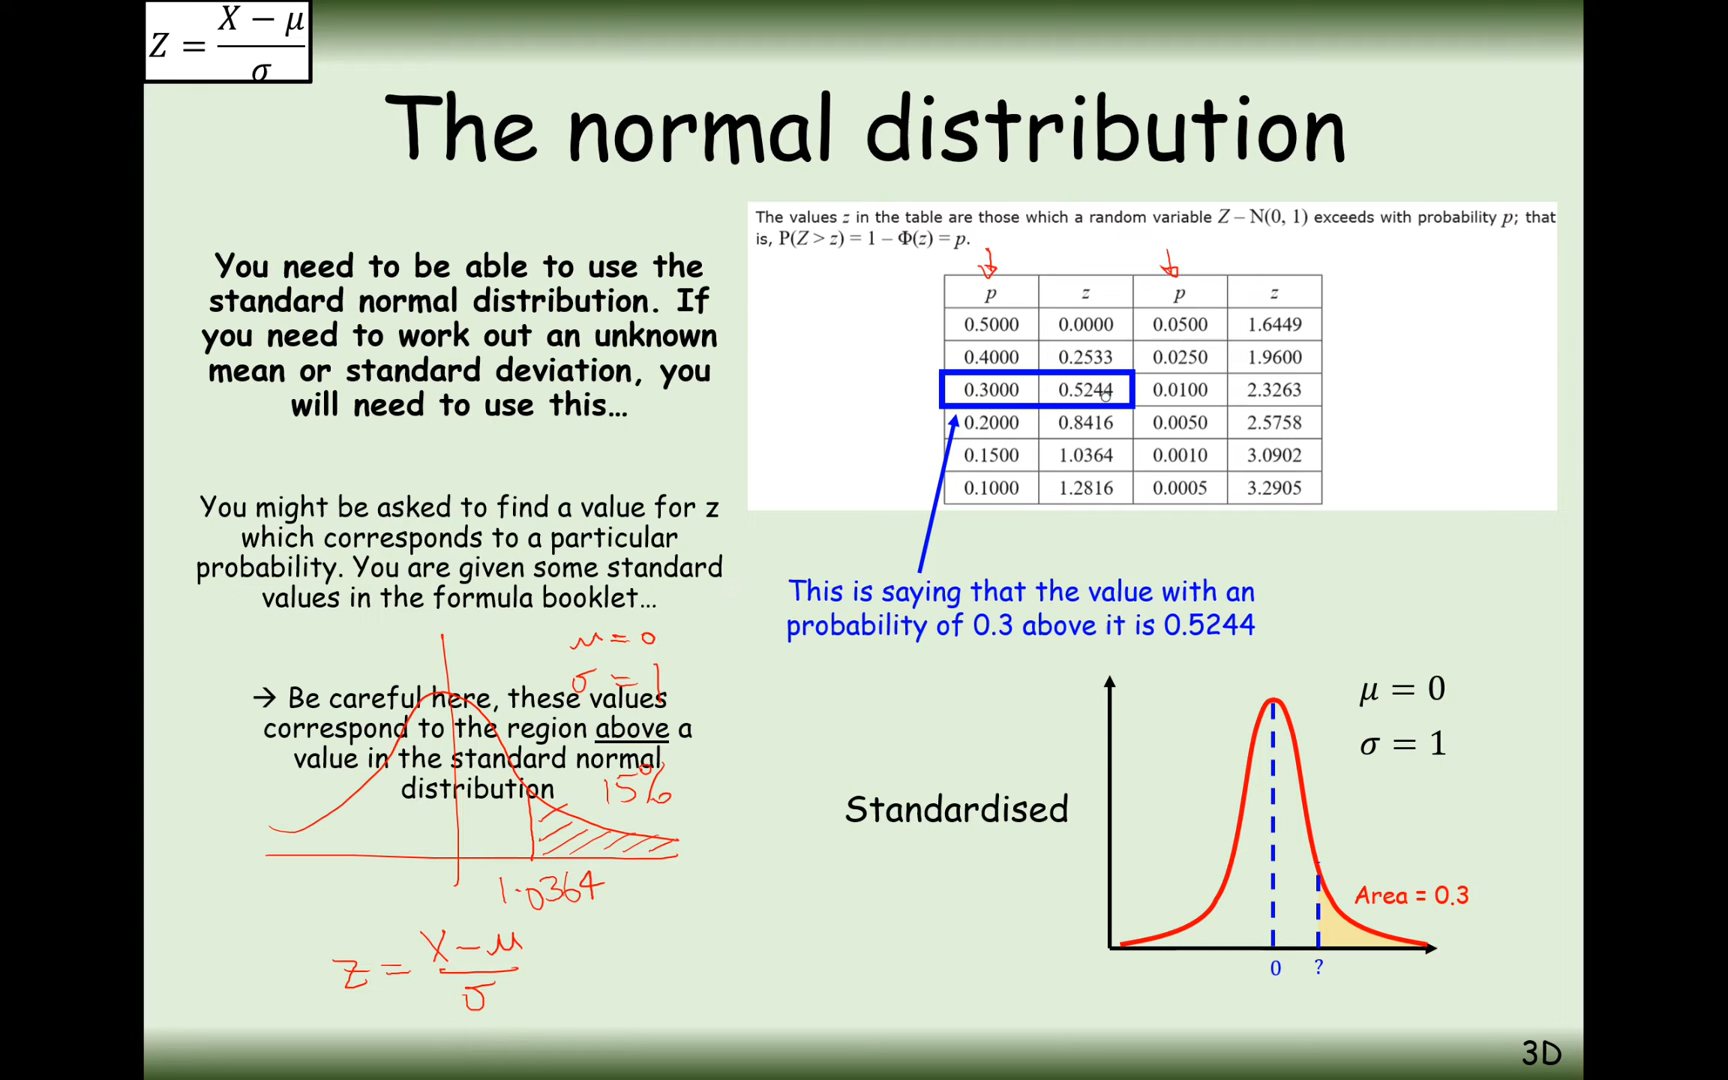 Z = (X − μ)/σ
The normal distribution
You need to be able to use the
standard normal distribution. If
you need to work out an unknown
mean or standard deviation, you
will need to use this…
You might be asked to find a value for z
which corresponds to a particular
probability. You are given some standard
values in the formula booklet…
→ Be careful here, these values
correspond to the region above a
value in the standard normal
distribution
μ = 0
σ = 1
15%
1.0364
z = (X − μ)/σ
The values z in the table are those which a random variable Z – N(0, 1) exceeds with probability p; that
is, P(Z > z) = 1 – Φ(z) = p.
p z p z
0.5000 0.0000 0.0500 1.6449
0.4000 0.2533 0.0250 1.9600
0.3000 0.5244 0.0100 2.3263
0.2000 0.8416 0.0050 2.5758
0.1500 1.0364 0.0010 3.0902
0.1000 1.2816 0.0005 3.2905
This is saying that the value with an
probability of 0.3 above it is 0.5244
μ = 0
σ = 1
Standardised
Area = 0.3
0 ?
3D